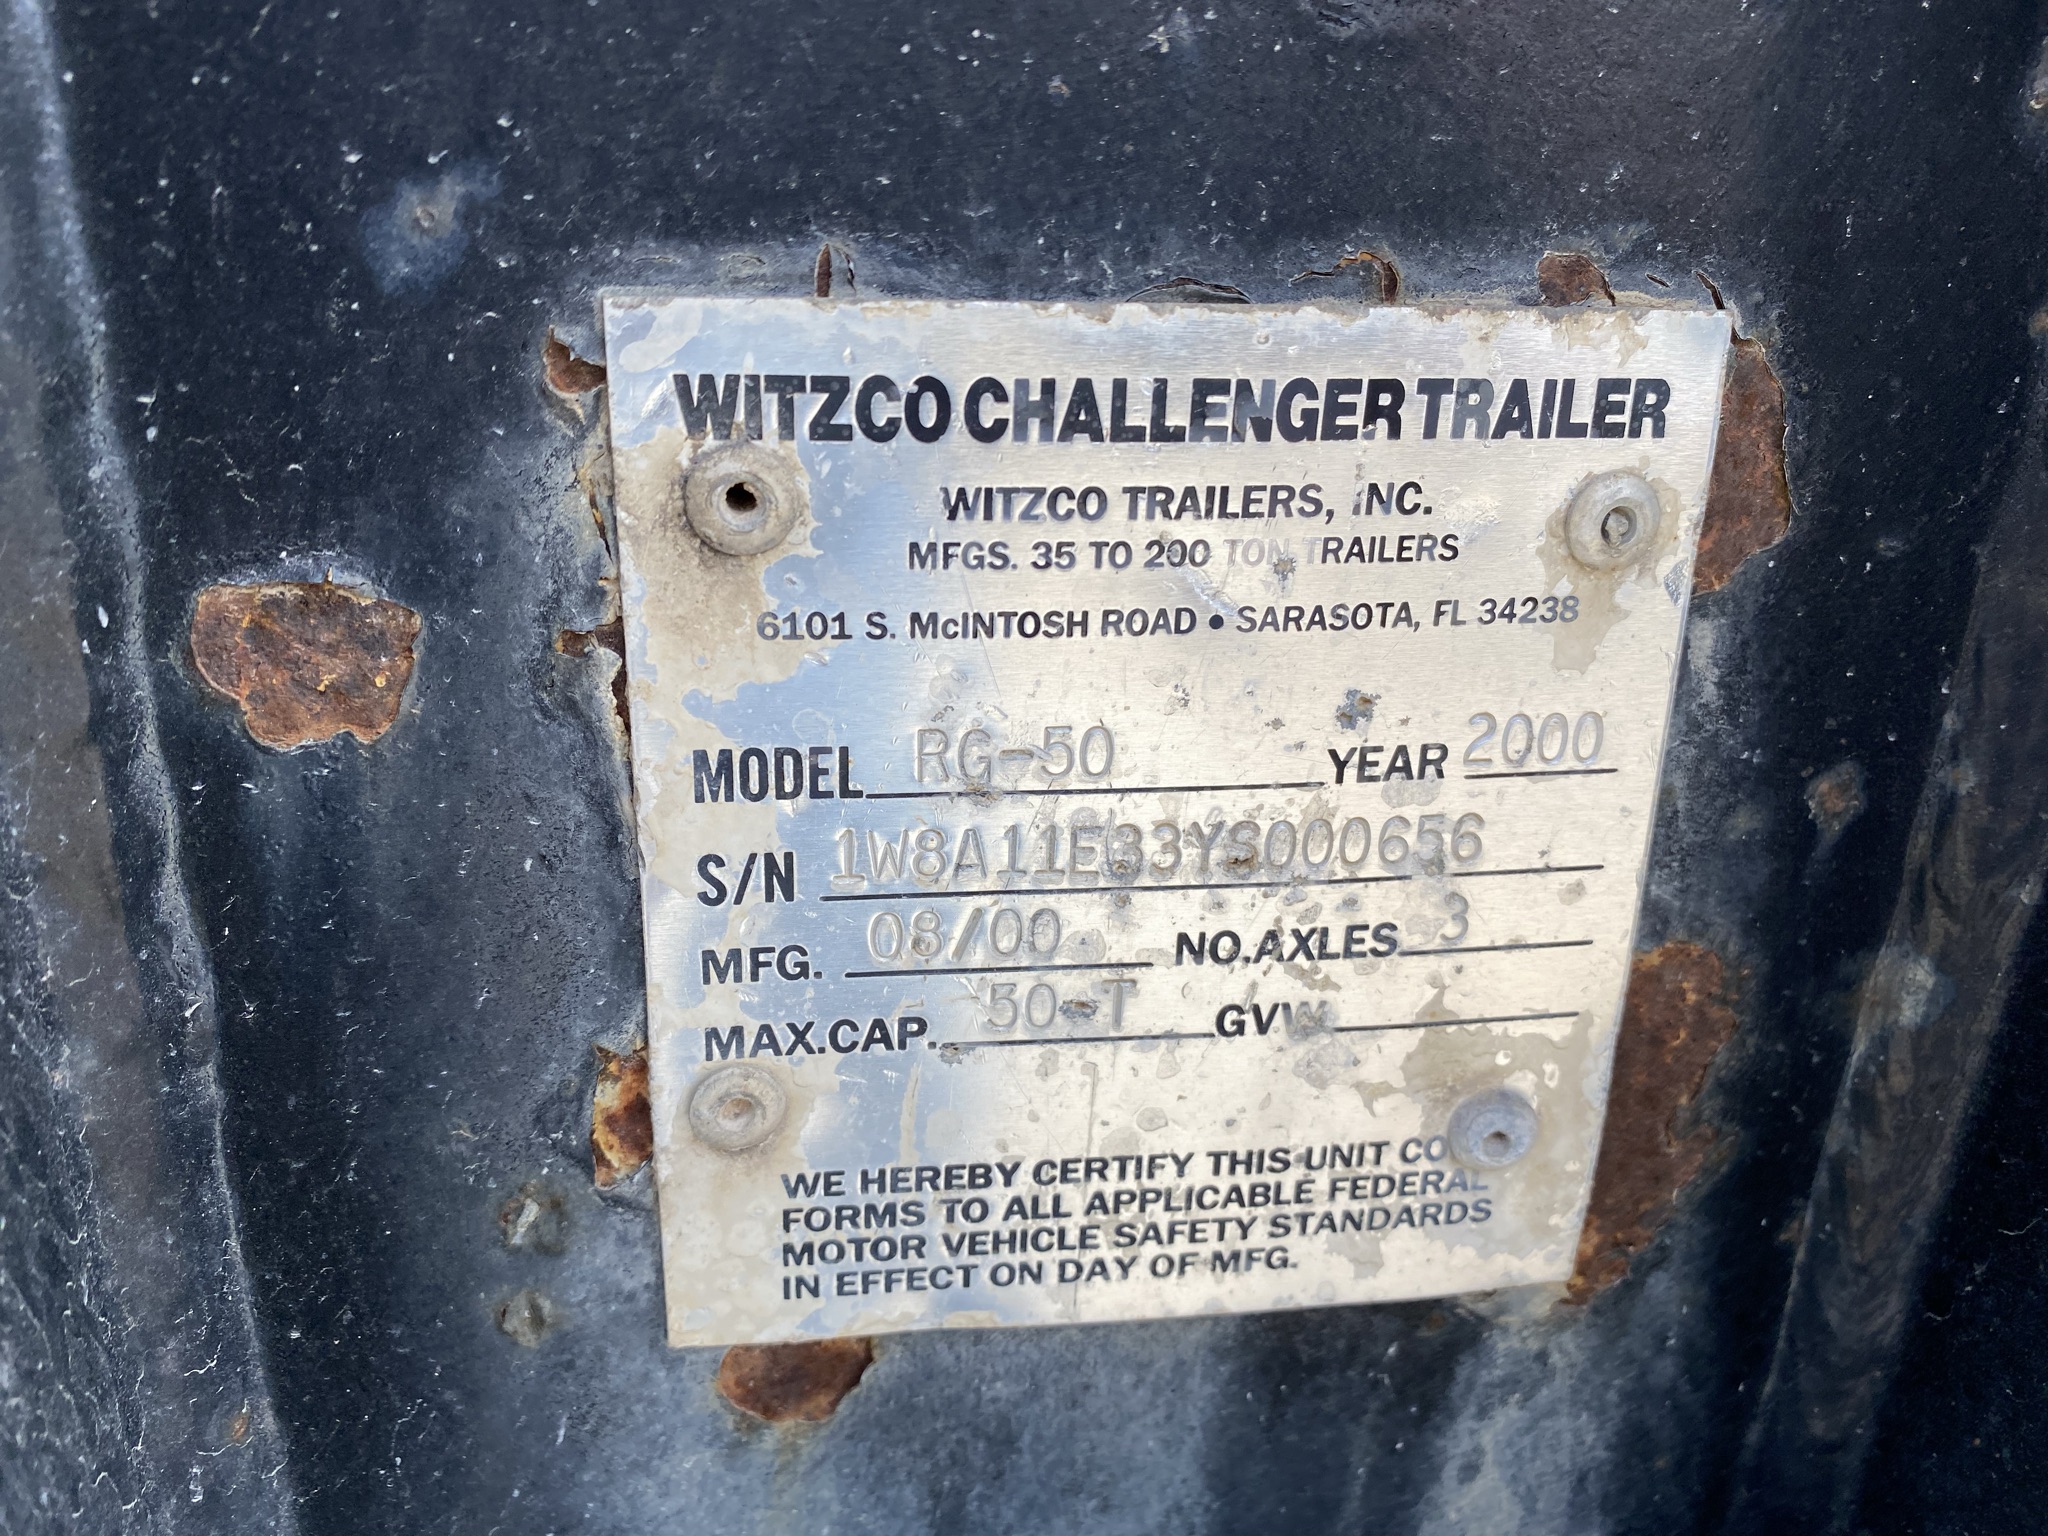 WITZCO CHALLENGER TRAILER
WITZCO TRAILERS, INC.
MFGS. 35 TO 200 TON TRAILERS
6101 S. McINTOSH ROAD • SARASOTA, FL 34238
MODEL RG-50 YEAR 2000
S/N 1W8A11E33YS000656
MFG. 08/00 NO. AXLES 3
MAX. CAP. 50-T GVW
WE HEREBY CERTIFY THIS UNIT CO
FORMS TO ALL APPLICABLE FEDERAL
MOTOR VEHICLE SAFETY STANDARDS
IN EFFECT ON DAY OF MFG.